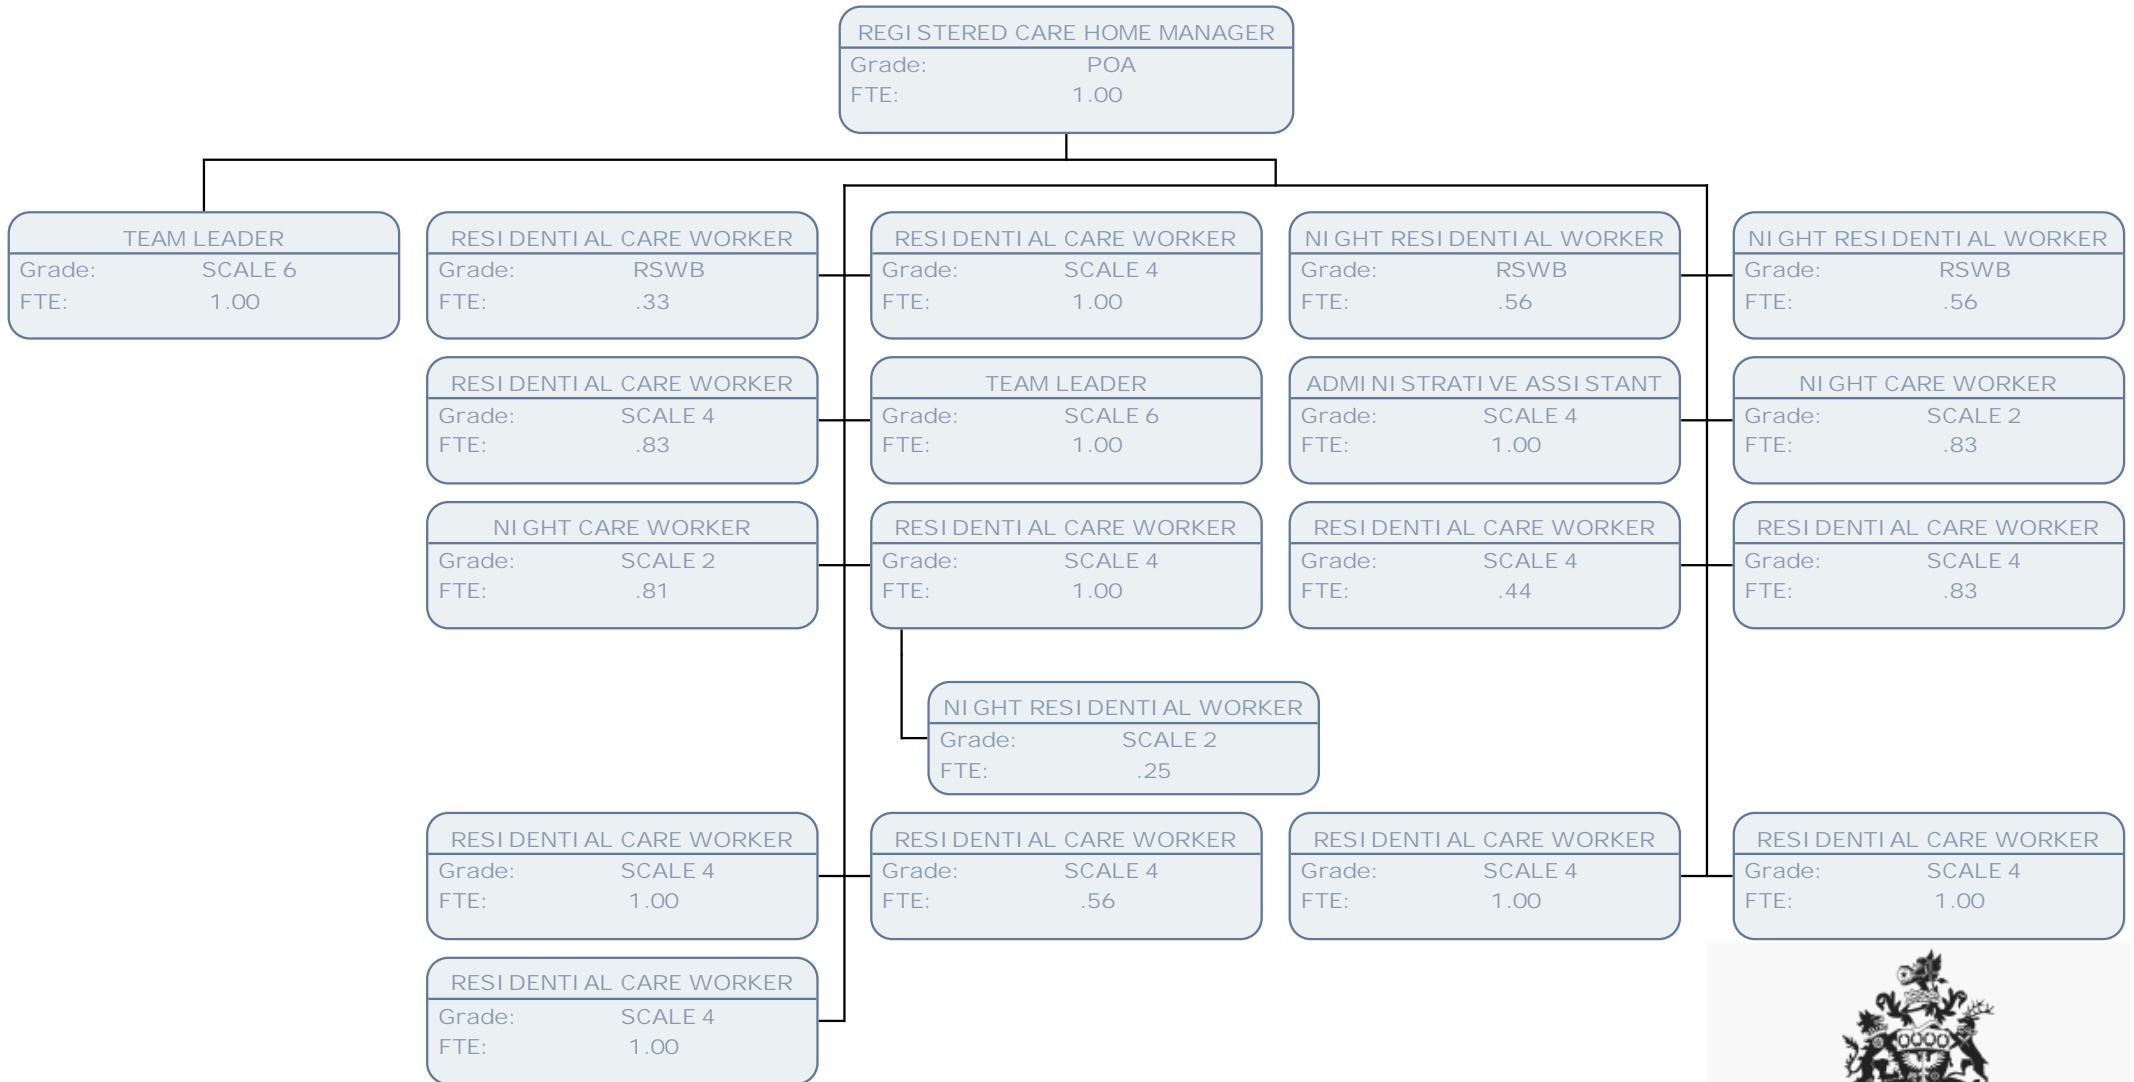 REGISTERED CARE HOME MANAGER
Grade: POA
FTE: 1.00
TEAM LEADER
Grade: SCALE 6
FTE: 1.00
RESIDENTIAL CARE WORKER
Grade: RSWB
FTE: .33
RESIDENTIAL CARE WORKER
Grade: SCALE 4
FTE: 1.00
NIGHT RESIDENTIAL WORKER
Grade: RSWB
FTE: .56
NIGHT RESIDENTIAL WORKER
Grade: RSWB
FTE: .56
RESIDENTIAL CARE WORKER
Grade: SCALE 4
FTE: .83
TEAM LEADER
Grade: SCALE 6
FTE: 1.00
ADMINISTRATIVE ASSISTANT
Grade: SCALE 4
FTE: 1.00
NIGHT CARE WORKER
Grade: SCALE 2
FTE: .83
NIGHT CARE WORKER
Grade: SCALE 2
FTE: .81
RESIDENTIAL CARE WORKER
Grade: SCALE 4
FTE: 1.00
RESIDENTIAL CARE WORKER
Grade: SCALE 4
FTE: .44
RESIDENTIAL CARE WORKER
Grade: SCALE 4
FTE: .83
NIGHT RESIDENTIAL WORKER
Grade: SCALE 2
FTE: .25
RESIDENTIAL CARE WORKER
Grade: SCALE 4
FTE: 1.00
RESIDENTIAL CARE WORKER
Grade: SCALE 4
FTE: .56
RESIDENTIAL CARE WORKER
Grade: SCALE 4
FTE: 1.00
RESIDENTIAL CARE WORKER
Grade: SCALE 4
FTE: 1.00
RESIDENTIAL CARE WORKER
Grade: SCALE 4
FTE: 1.00